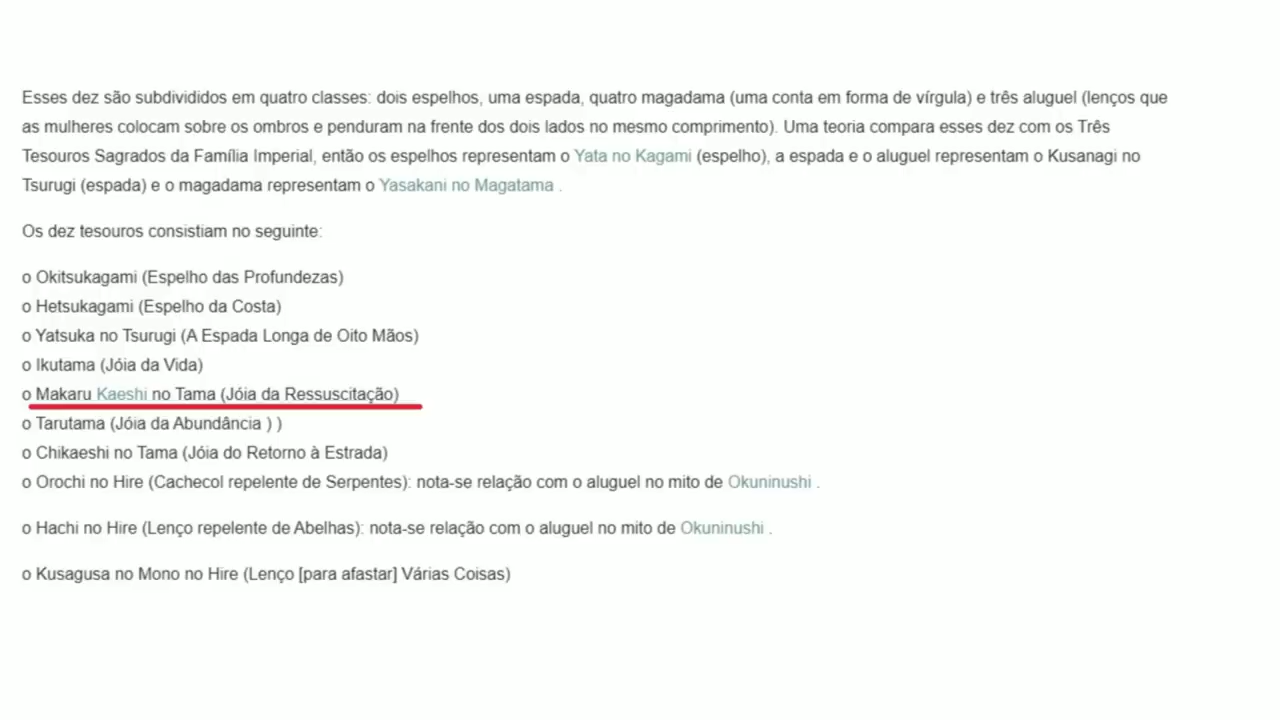 Esses dez são subdivididos em quatro classes: dois espelhos, uma espada, quatro magadama (uma conta em forma de vírgula) e três aluguel (lenços que
as mulheres colocam sobre os ombros e penduram na frente dos dois lados no mesmo comprimento). Uma teoria compara esses dez com os Três
Tesouros Sagrados da Família Imperial, então os espelhos representam o Yata no Kagami (espelho), a espada e o aluguel representam o Kusanagi no
Tsurugi (espada) e o magadama representam o Yasakani no Magatama .
Os dez tesouros consistiam no seguinte:
o Okitsukagami (Espelho das Profundezas)
o Hetsukagami (Espelho da Costa)
o Yatsuka no Tsurugi (A Espada Longa de Oito Mãos)
o Ikutama (Jóia da Vida)
o Makaru Kaeshi no Tama (Jóia da Ressuscitação)
o Tarutama (Jóia da Abundância ) )
o Chikaeshi no Tama (Jóia do Retorno à Estrada)
o Orochi no Hire (Cachecol repelente de Serpentes): nota-se relação com o aluguel no mito de Okuninushi .
o Hachi no Hire (Lenço repelente de Abelhas): nota-se relação com o aluguel no mito de Okuninushi .
o Kusagusa no Mono no Hire (Lenço [para afastar] Várias Coisas)